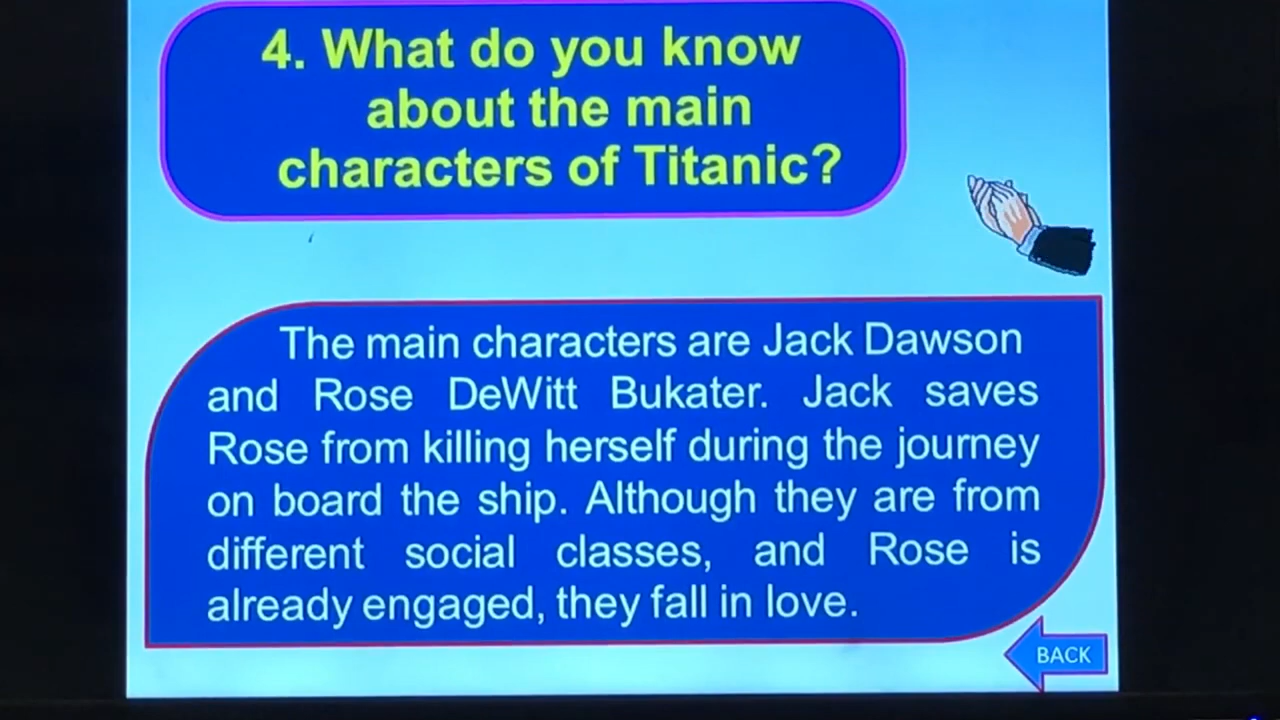 4. What do you know
about the main
characters of Titanic?
The main characters are Jack Dawson
and Rose DeWitt Bukater. Jack saves
Rose from killing herself during the journey
on board the ship. Although they are from
different social classes, and Rose is
already engaged, they fall in love.
BACK